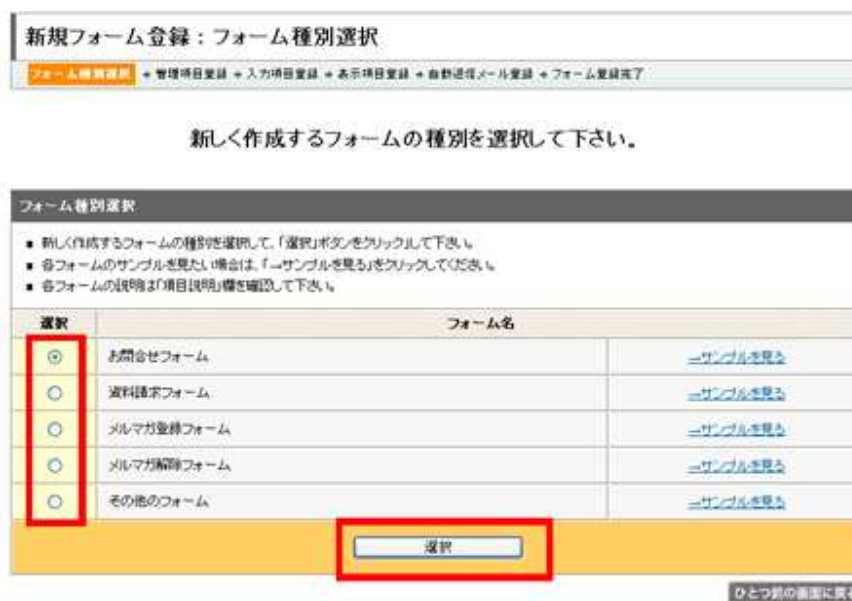 新規フォーム登録：フォーム種別選択
フォーム種別選択 → 管理項目登録 → 入力項目登録 → 表示項目登録 → 自動返信メール登録 → フォーム登録完了
新しく作成するフォームの種別を選択して下さい。
フォーム種別選択
■ 新しく作成するフォームの種別を選択して、「選択」ボタンをクリックして下さい。
■ 各フォームのサンプルを見たい場合は、「→サンプルを見る」をクリックしてください。
■ 各フォームの説明は「項目説明」欄を確認して下さい。
選択 フォーム名
お問合せフォーム →サンプルを見る
資料請求フォーム →サンプルを見る
メルマガ登録フォーム →サンプルを見る
メルマガ解除フォーム →サンプルを見る
その他のフォーム →サンプルを見る
選択
ひとつ前の画面に戻る